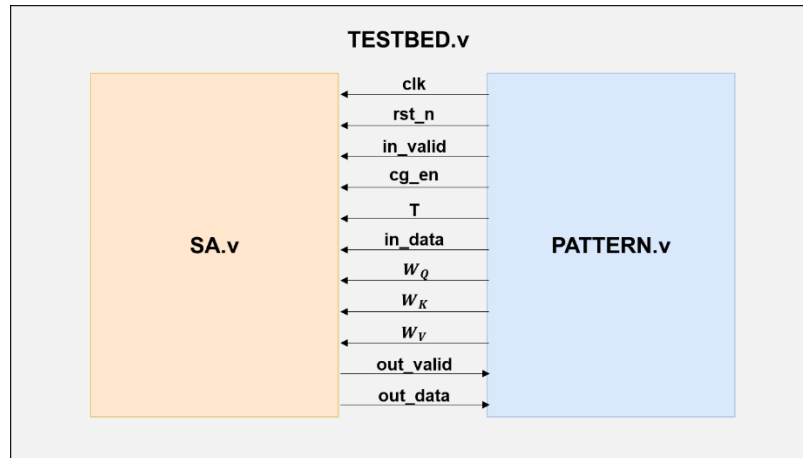 TESTBED.v
clk
rst_n
in_valid
cg_en
T
in_data
W_Q
W_K
W_V
out_valid
out_data
SA.v
PATTERN.v